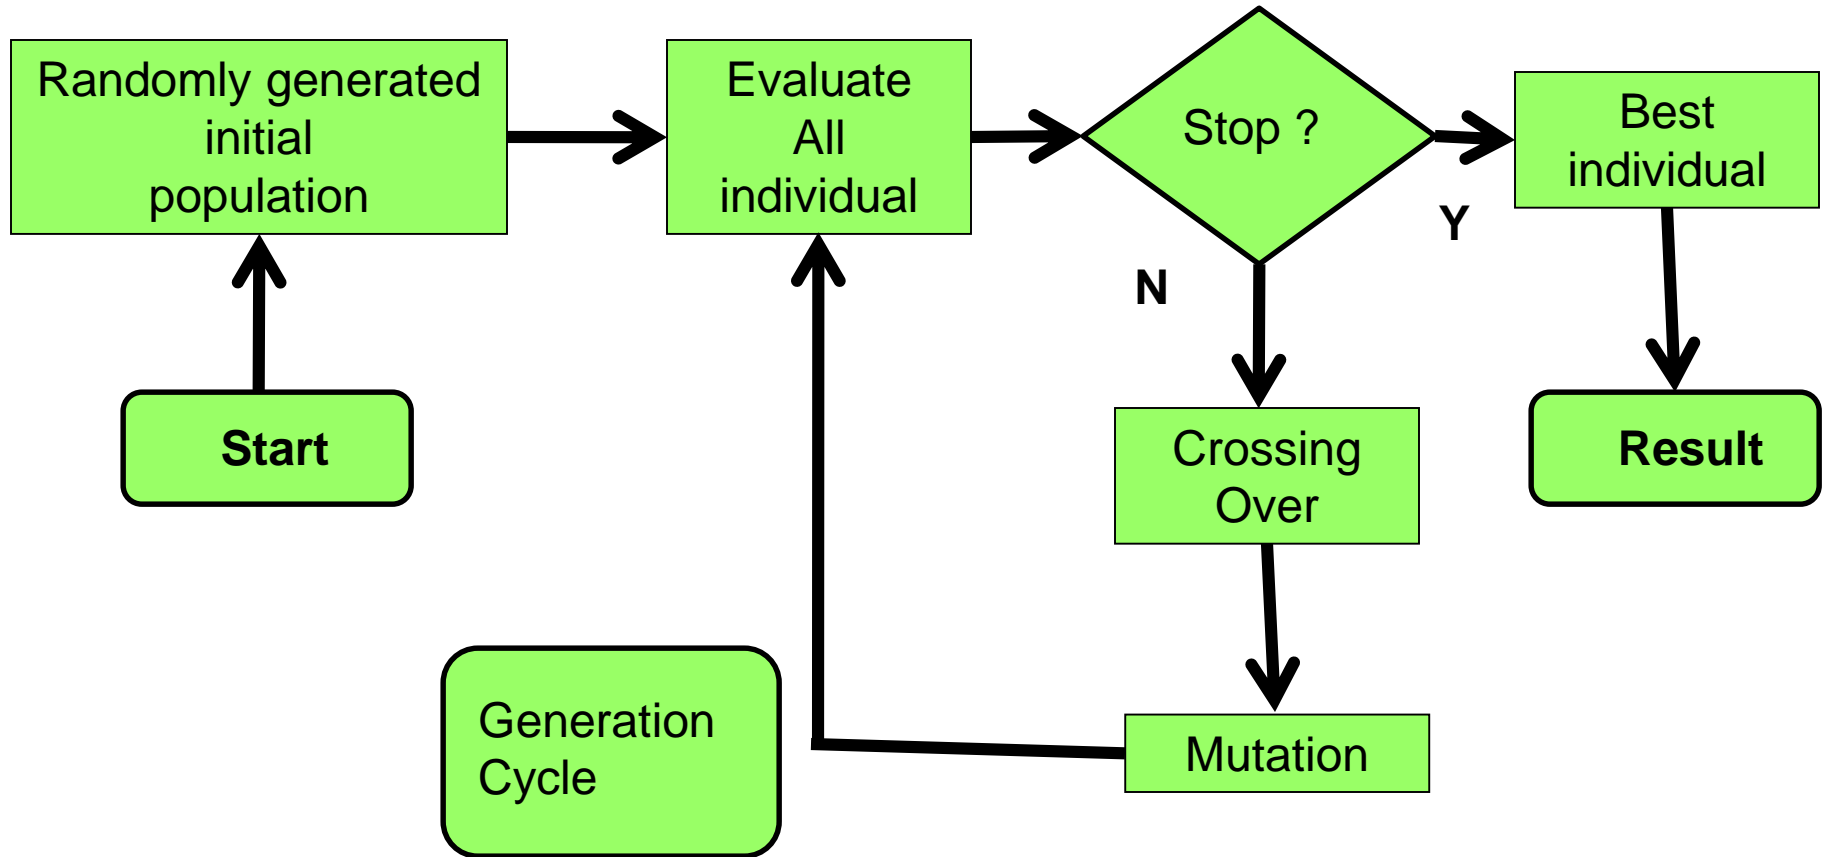 Randomly generated
initial
population
Evaluate
All
individual
Stop ?
Best
individual
Y
N
Start
Crossing
Over
Result
Generation
Cycle
Mutation